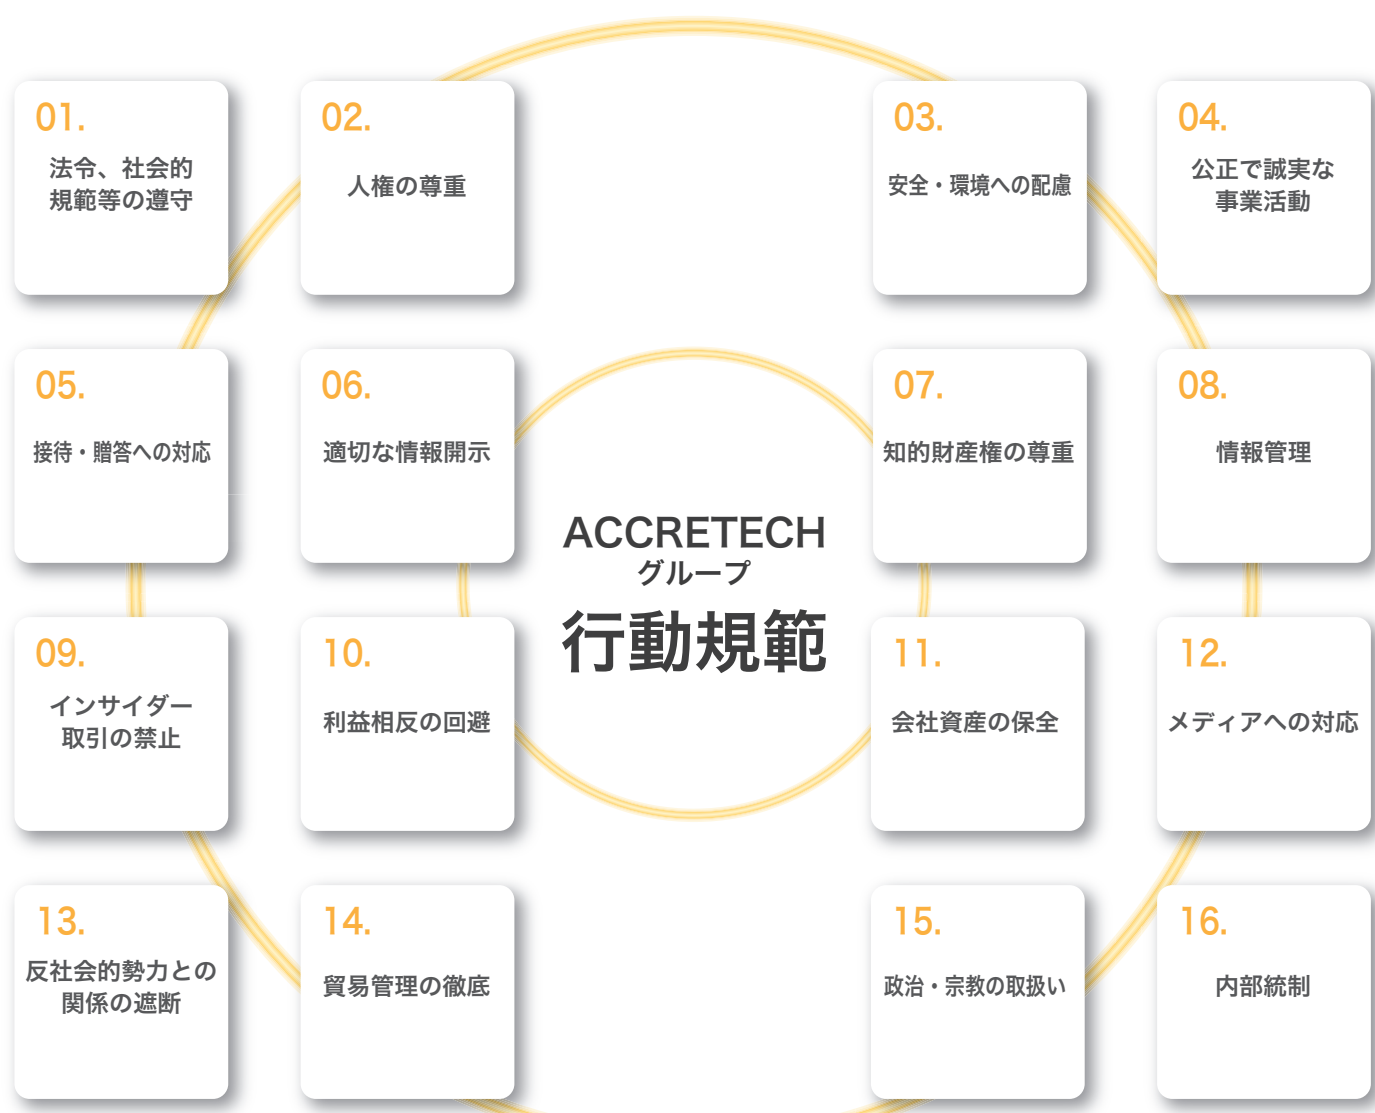 01.
法令、社会的
規範等の遵守
02.
人権の尊重
03.
安全・環境への配慮
04.
公正で誠実な
事業活動
05.
接待・贈答への対応
06.
適切な情報開示
07.
知的財産権の尊重
08.
情報管理
ACCRETECH
グループ
行動規範
09.
インサイダー
取引の禁止
10.
利益相反の回避
11.
会社資産の保全
12.
メディアへの対応
13.
反社会的勢力との
関係の遮断
14.
貿易管理の徹底
15.
政治・宗教の取扱い
16.
内部統制